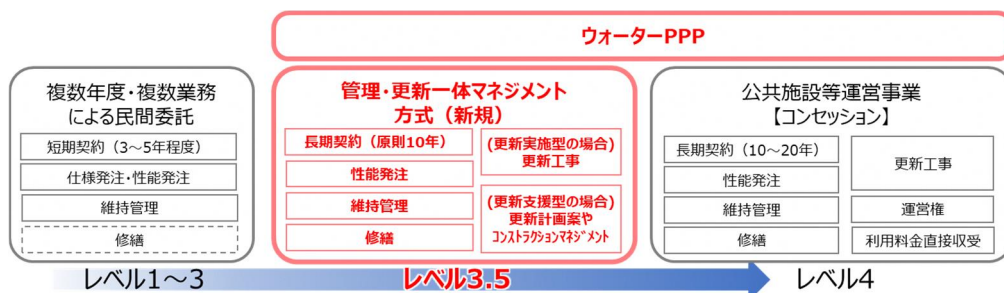 ウォーターPPP
複数年度・複数業務
による民間委託
短期契約（3～5年程度）
仕様発注・性能発注
維持管理
修繕
管理・更新一体マネジメント
方式（新規）
長期契約（原則10年）
性能発注
維持管理
修繕
(更新実施型の場合)
更新工事
(更新支援型の場合)
更新計画案や
コンストラクションマネジメント
公共施設等運営事業
【コンセッション】
長期契約（10～20年）
性能発注
維持管理
修繕
更新工事
運営権
利用料金直接収受
レベル1～3
レベル3.5
レベル4